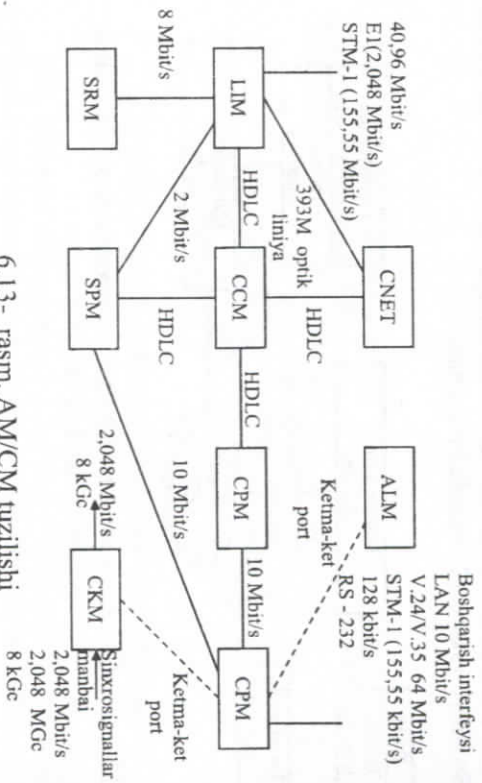 40,96 Mbit/s
E1(2,048 Mbit/s)
STM-1 (155,55 Mbit/s)
Boshqarish interfeysi
LAN 10 Mbit/s
V.24/V.35 64 Mbit/s
STM-1 (155,55 kbit/s)
128 kbit/s
RS - 232
CNET
ALM
393M optik
liniya
HDLC
Ketma-ket
port
LIM
HDLC
CCM
HDLC
CPM
10 Mbit/s
CPM
8 Mbit/s
2 Mbit/s
HDLC
10 Mbit/s
Ketma-ket
port
SRM
SPM
2,048 Mbit/s
8 kGc
CKM
Sinxrosignallar
manbai
2,048 Mbit/s
2,048 MGc
8 kGc
6.13- rasm. AM/CM tuzilishi